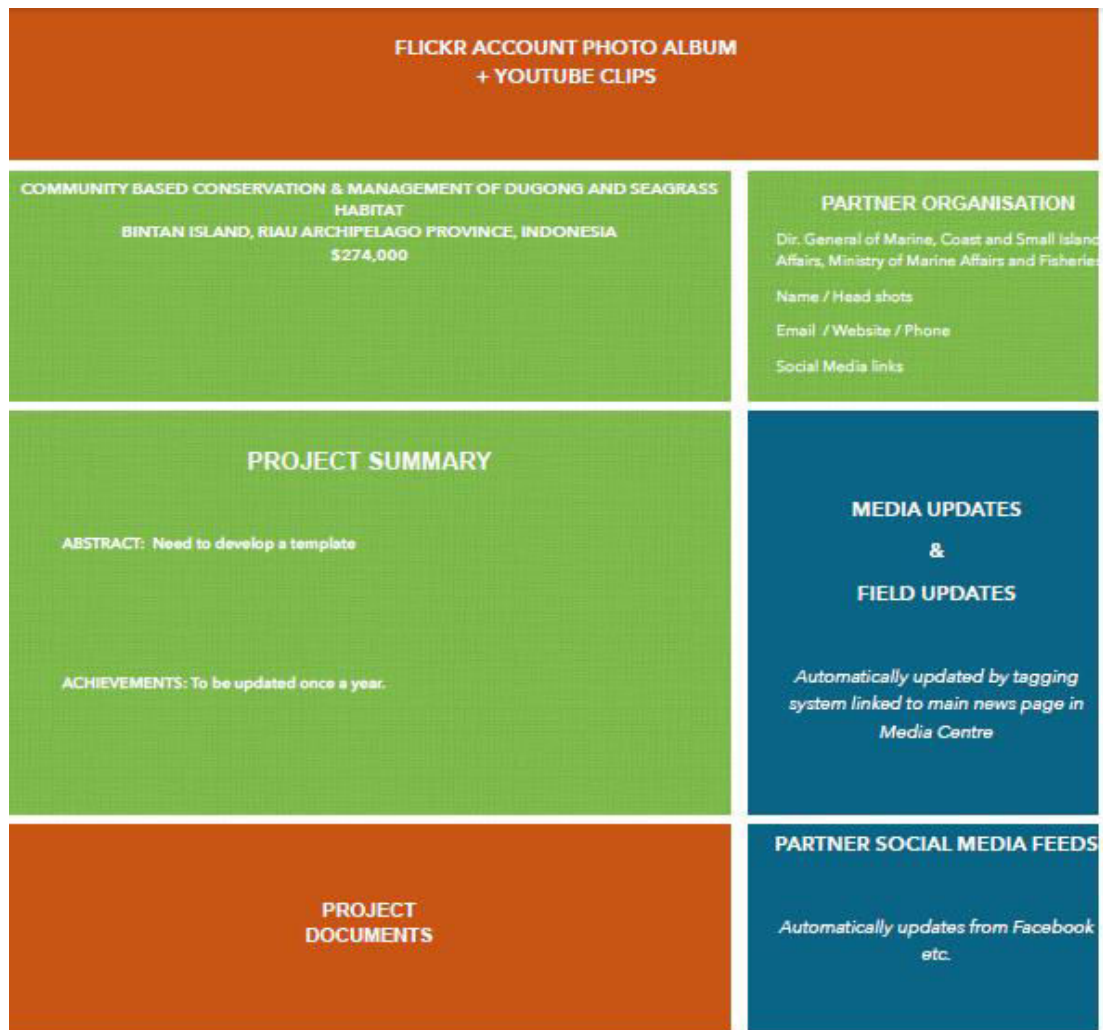 FLICKR ACCOUNT PHOTO ALBUM
+ YOUTUBE CLIPS
COMMUNITY BASED CONSERVATION & MANAGEMENT OF DUGONG AND SEAGRASS
HABITAT
BINTAN ISLAND, RIAU ARCHIPELAGO PROVINCE, INDONESIA
$274,000
PARTNER ORGANISATION
Dir. General of Marine, Coast and Small Island
Affairs, Ministry of Marine Affairs and Fisheries
Name / Head shots
Email / Website / Phone
Social Media links
PROJECT SUMMARY
ABSTRACT: Need to develop a template
ACHIEVEMENTS: To be updated once a year.
MEDIA UPDATES
&
FIELD UPDATES
Automatically updated by tagging
system linked to main news page in
Media Centre
PROJECT
DOCUMENTS
PARTNER SOCIAL MEDIA FEEDS
Automatically updates from Facebook
etc.